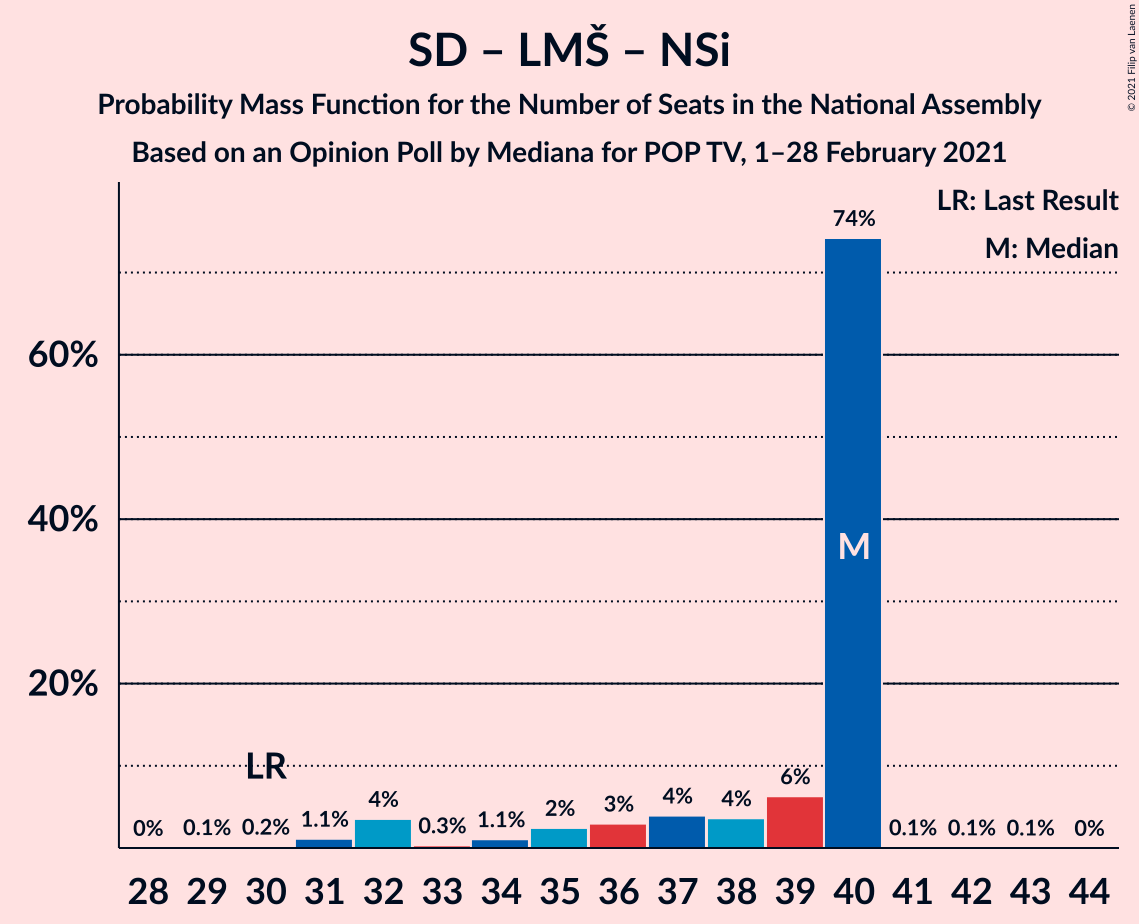 SD – LMŠ – NSi
Probability Mass Function for the Number of Seats in the National Assembly
Based on an Opinion Poll by Mediana for POP TV, 1–28 February 2021
© 2021 Filip van Laenen
LR: Last Result
M: Median
60%
40%
20%
0% 0.1% 0.2% 1.1% 4% 0.3% 1.1% 2% 3% 4% 4% 6% 74% 0.1% 0.1% 0.1% 0%
LR
M
28 29 30 31 32 33 34 35 36 37 38 39 40 41 42 43 44